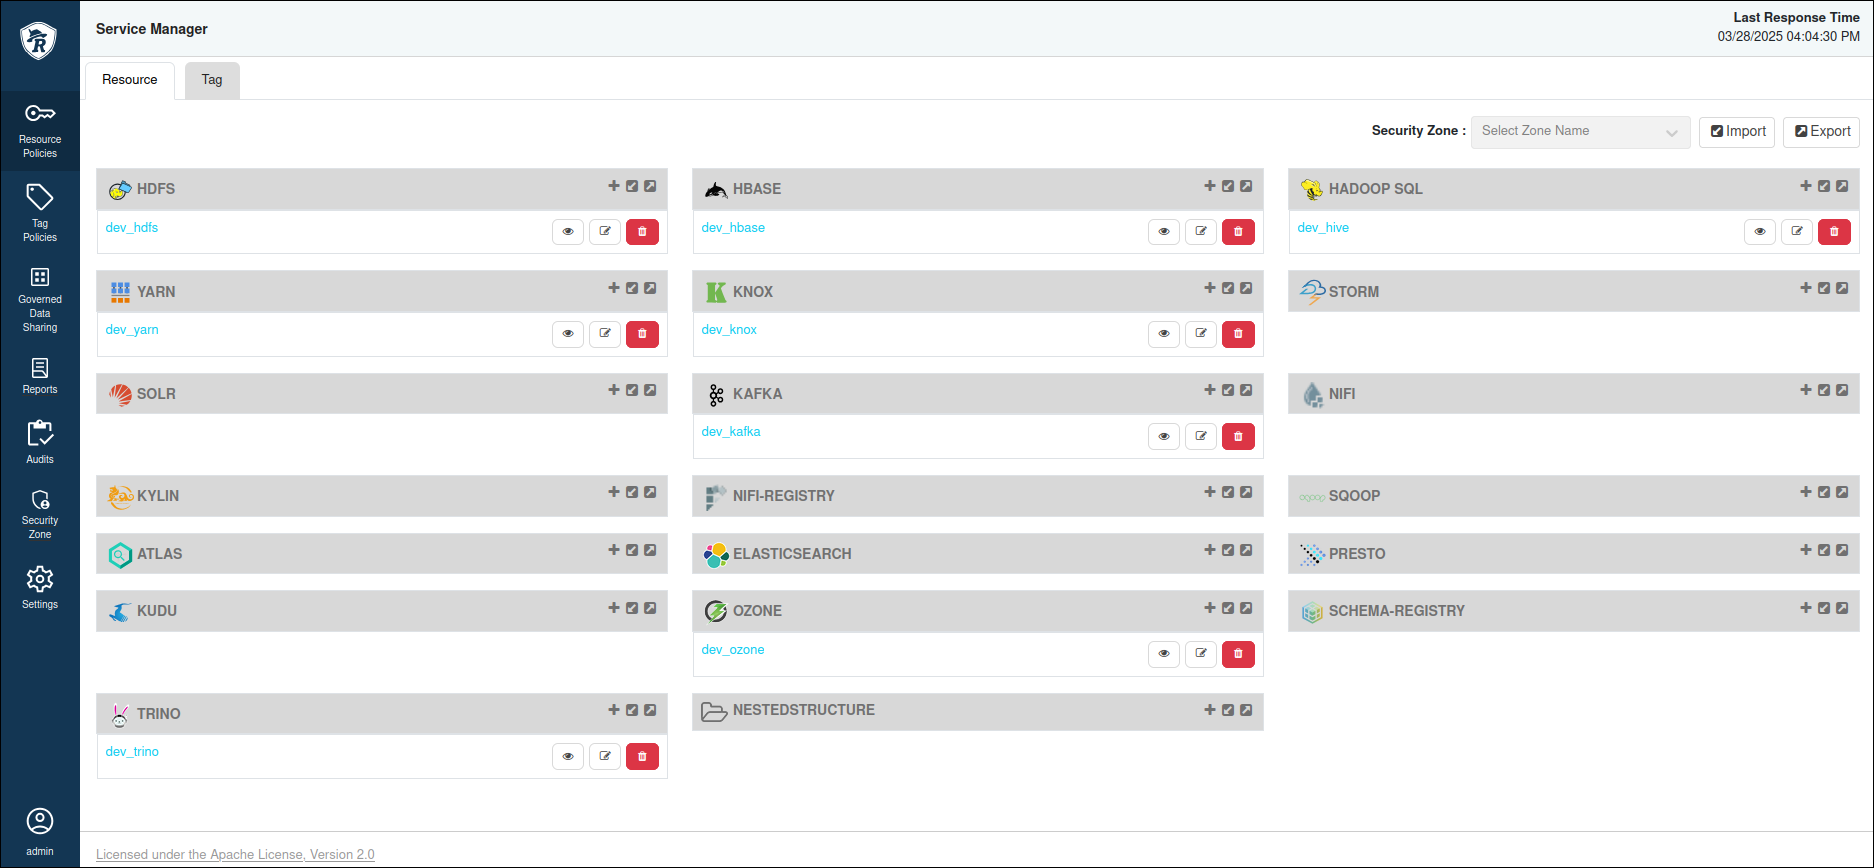 R
Service Manager
Last Response Time
03/28/2025 04:04:30 PM
Resource
Tag
Resource
Policies
Tag
Policies
Governed
Data
Sharing
Reports
Audits
Security
Zone
Settings
admin
Security Zone :
Select Zone Name
Import
Export
HDFS
dev_hdfs
HBASE
dev_hbase
HADOOP SQL
dev_hive
YARN
dev_yarn
KNOX
dev_knox
STORM
SOLR
KAFKA
dev_kafka
NIFI
KYLIN
NIFI-REGISTRY
SQOOP
ATLAS
ELASTICSEARCH
PRESTO
KUDU
OZONE
dev_ozone
SCHEMA-REGISTRY
TRINO
dev_trino
NESTEDSTRUCTURE
Licensed under the Apache License, Version 2.0